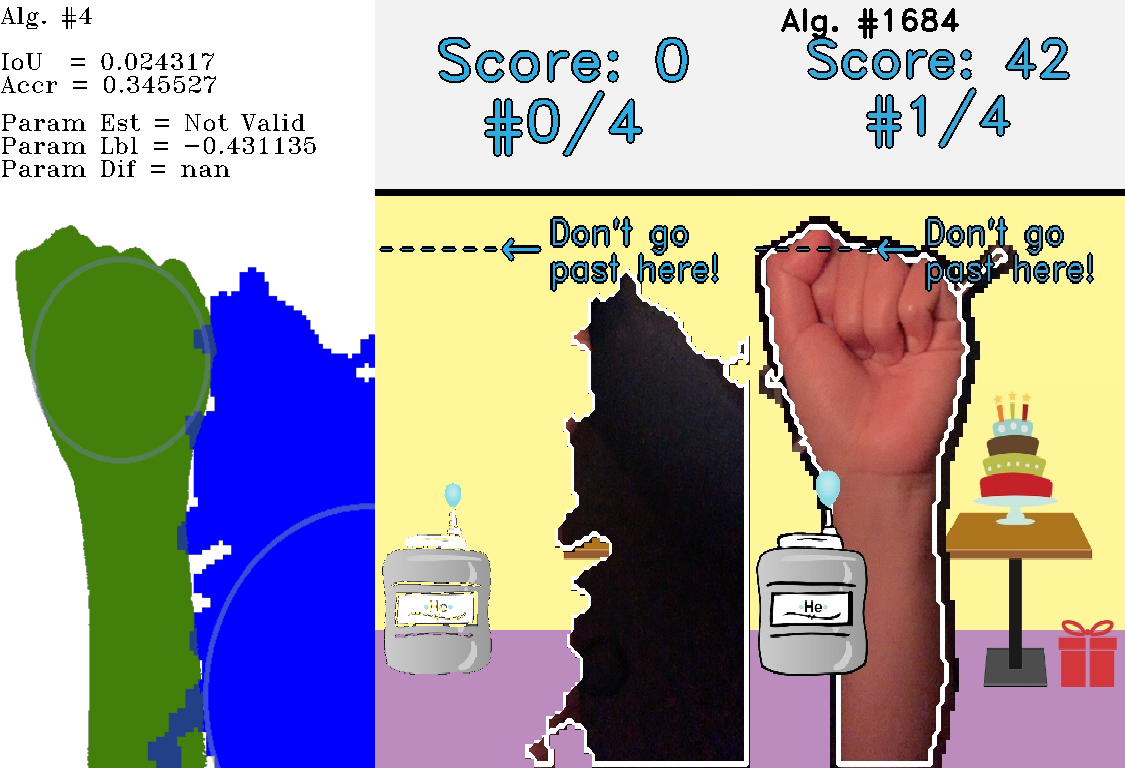 Alg. #4
IoU = 0.024317
Accr = 0.345527
Param Est = Not Valid
Param Lbl = -0.431135
Param Dif = nan
Score: 0
#0/4
Don't go
past here!
He
Alg. #1684
Score: 42
#1/4
Don't go
past here!
He